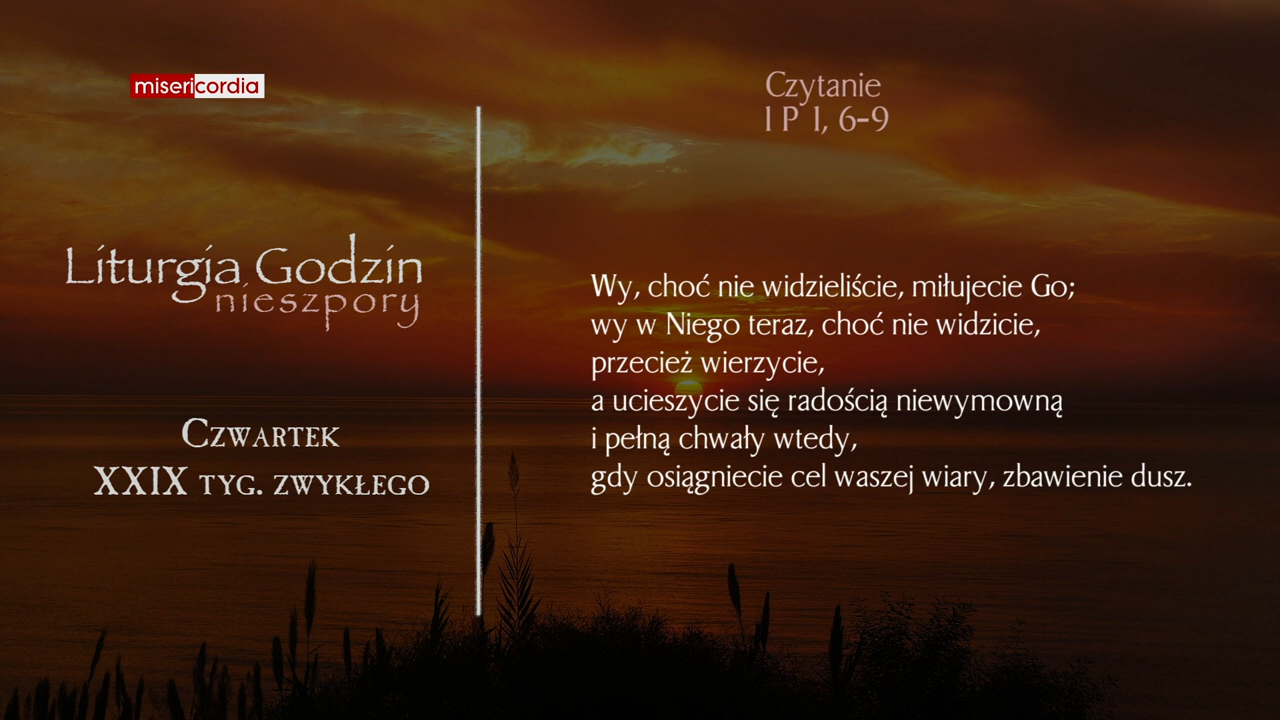 misericordia
Liturgia Godzin
nieszpory
Czwartek
XXIX tyg. zwykłego
Czytanie
1 P 1, 6-9
Wy, choć nie widzieliście, miłujecie Go;
wy w Niego teraz, choć nie widzicie,
przecież wierzycie,
a ucieszycie się radością niewymowną
i pełną chwały wtedy,
gdy osiągniecie cel waszej wiary, zbawienie dusz.